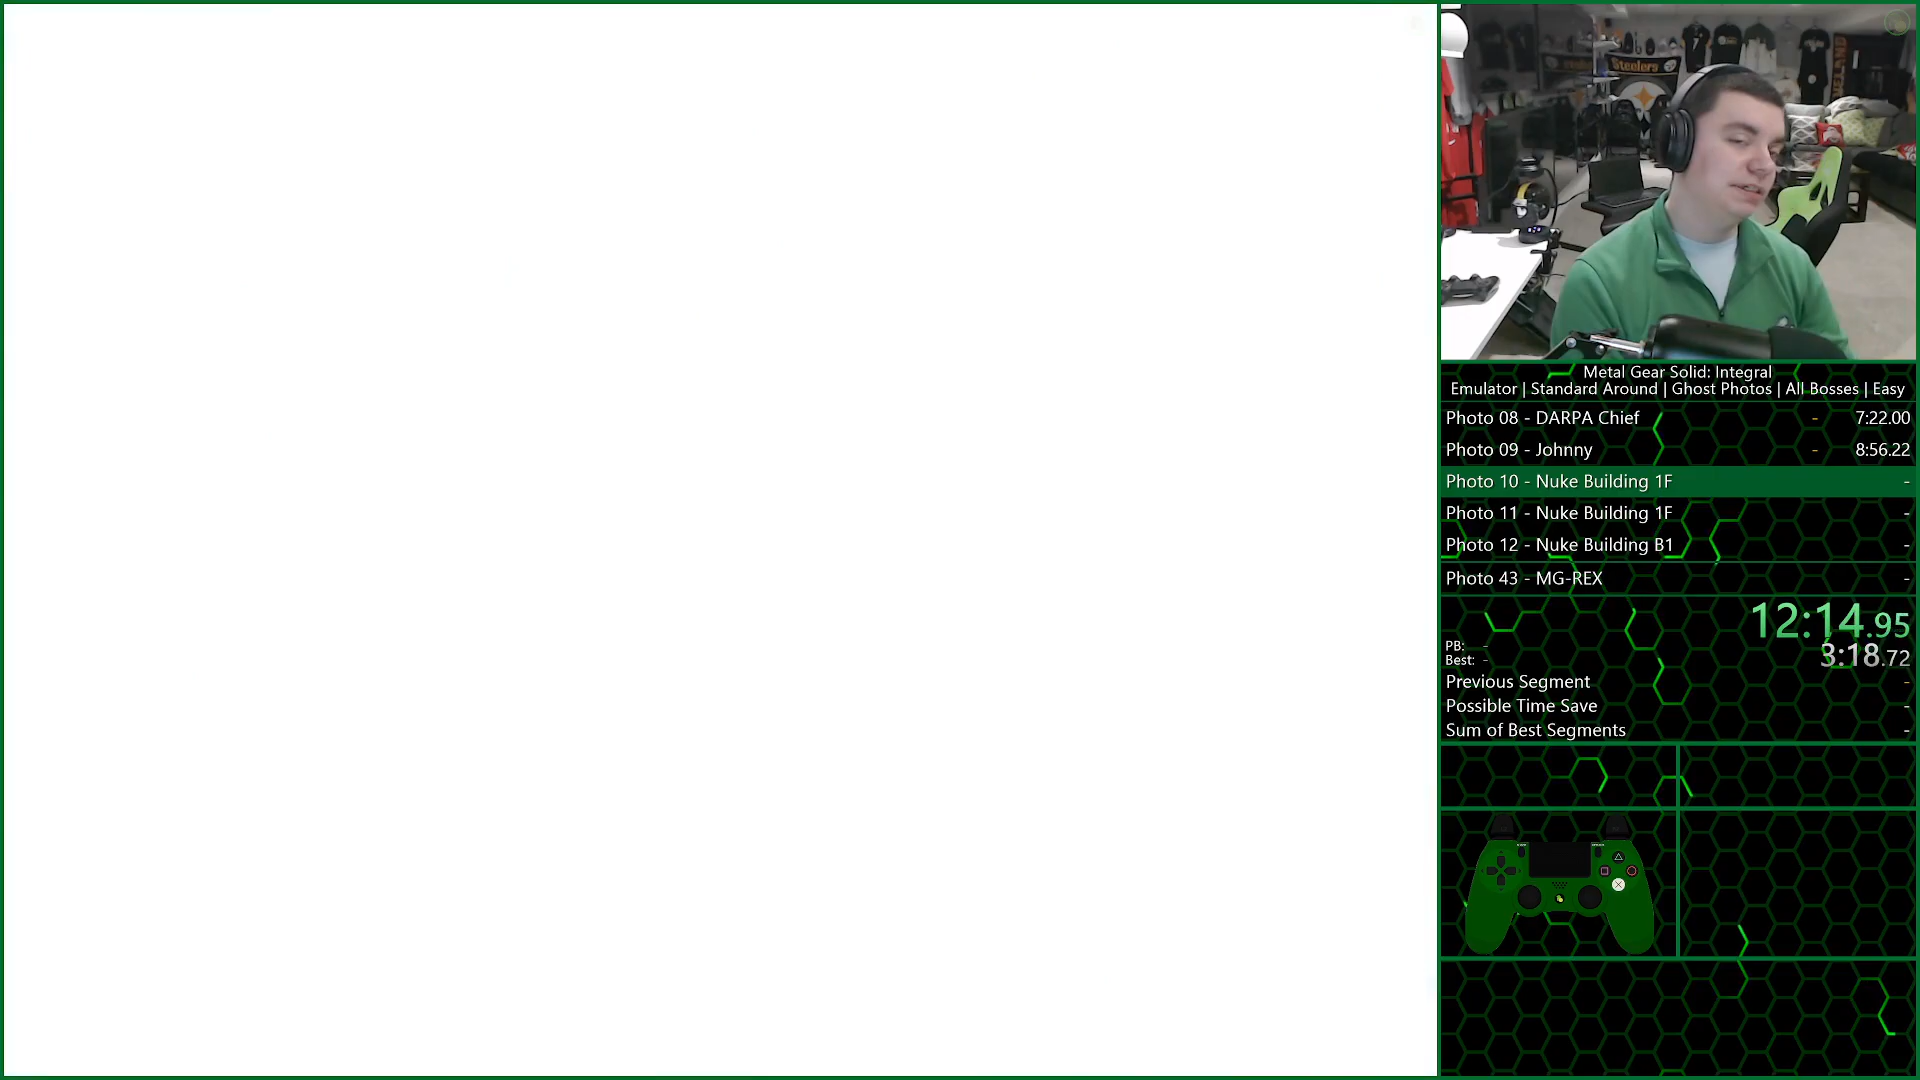 Steelers
Metal Gear Solid: Integral
Emulator | Standard Around | Ghost Photos | All Bosses | Easy
Photo 08 - DARPA Chief - 7:22.00
Photo 09 - Johnny - 8:56.22
Photo 10 - Nuke Building 1F -
Photo 11 - Nuke Building 1F -
Photo 12 - Nuke Building B1 -
Photo 43 - MG-REX -
12:14.95
PB: -
Best: -
3:18.72
Previous Segment -
Possible Time Save -
Sum of Best Segments -